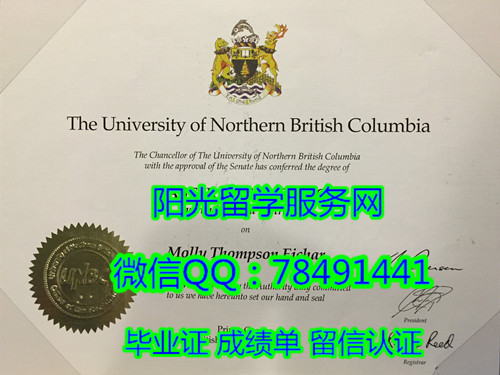 The University of Northern British Columbia
The Chancellor of The University of Northern British Columbia
with the approval of the Senate has conferred the degree of
阳光留学服务网
on
Molly Thompson
微信QQ：78491441
the authority duly committed
to us we have hereunto set our hand and seal
President
毕业证 成绩单 留信认证
Reed
Registrar